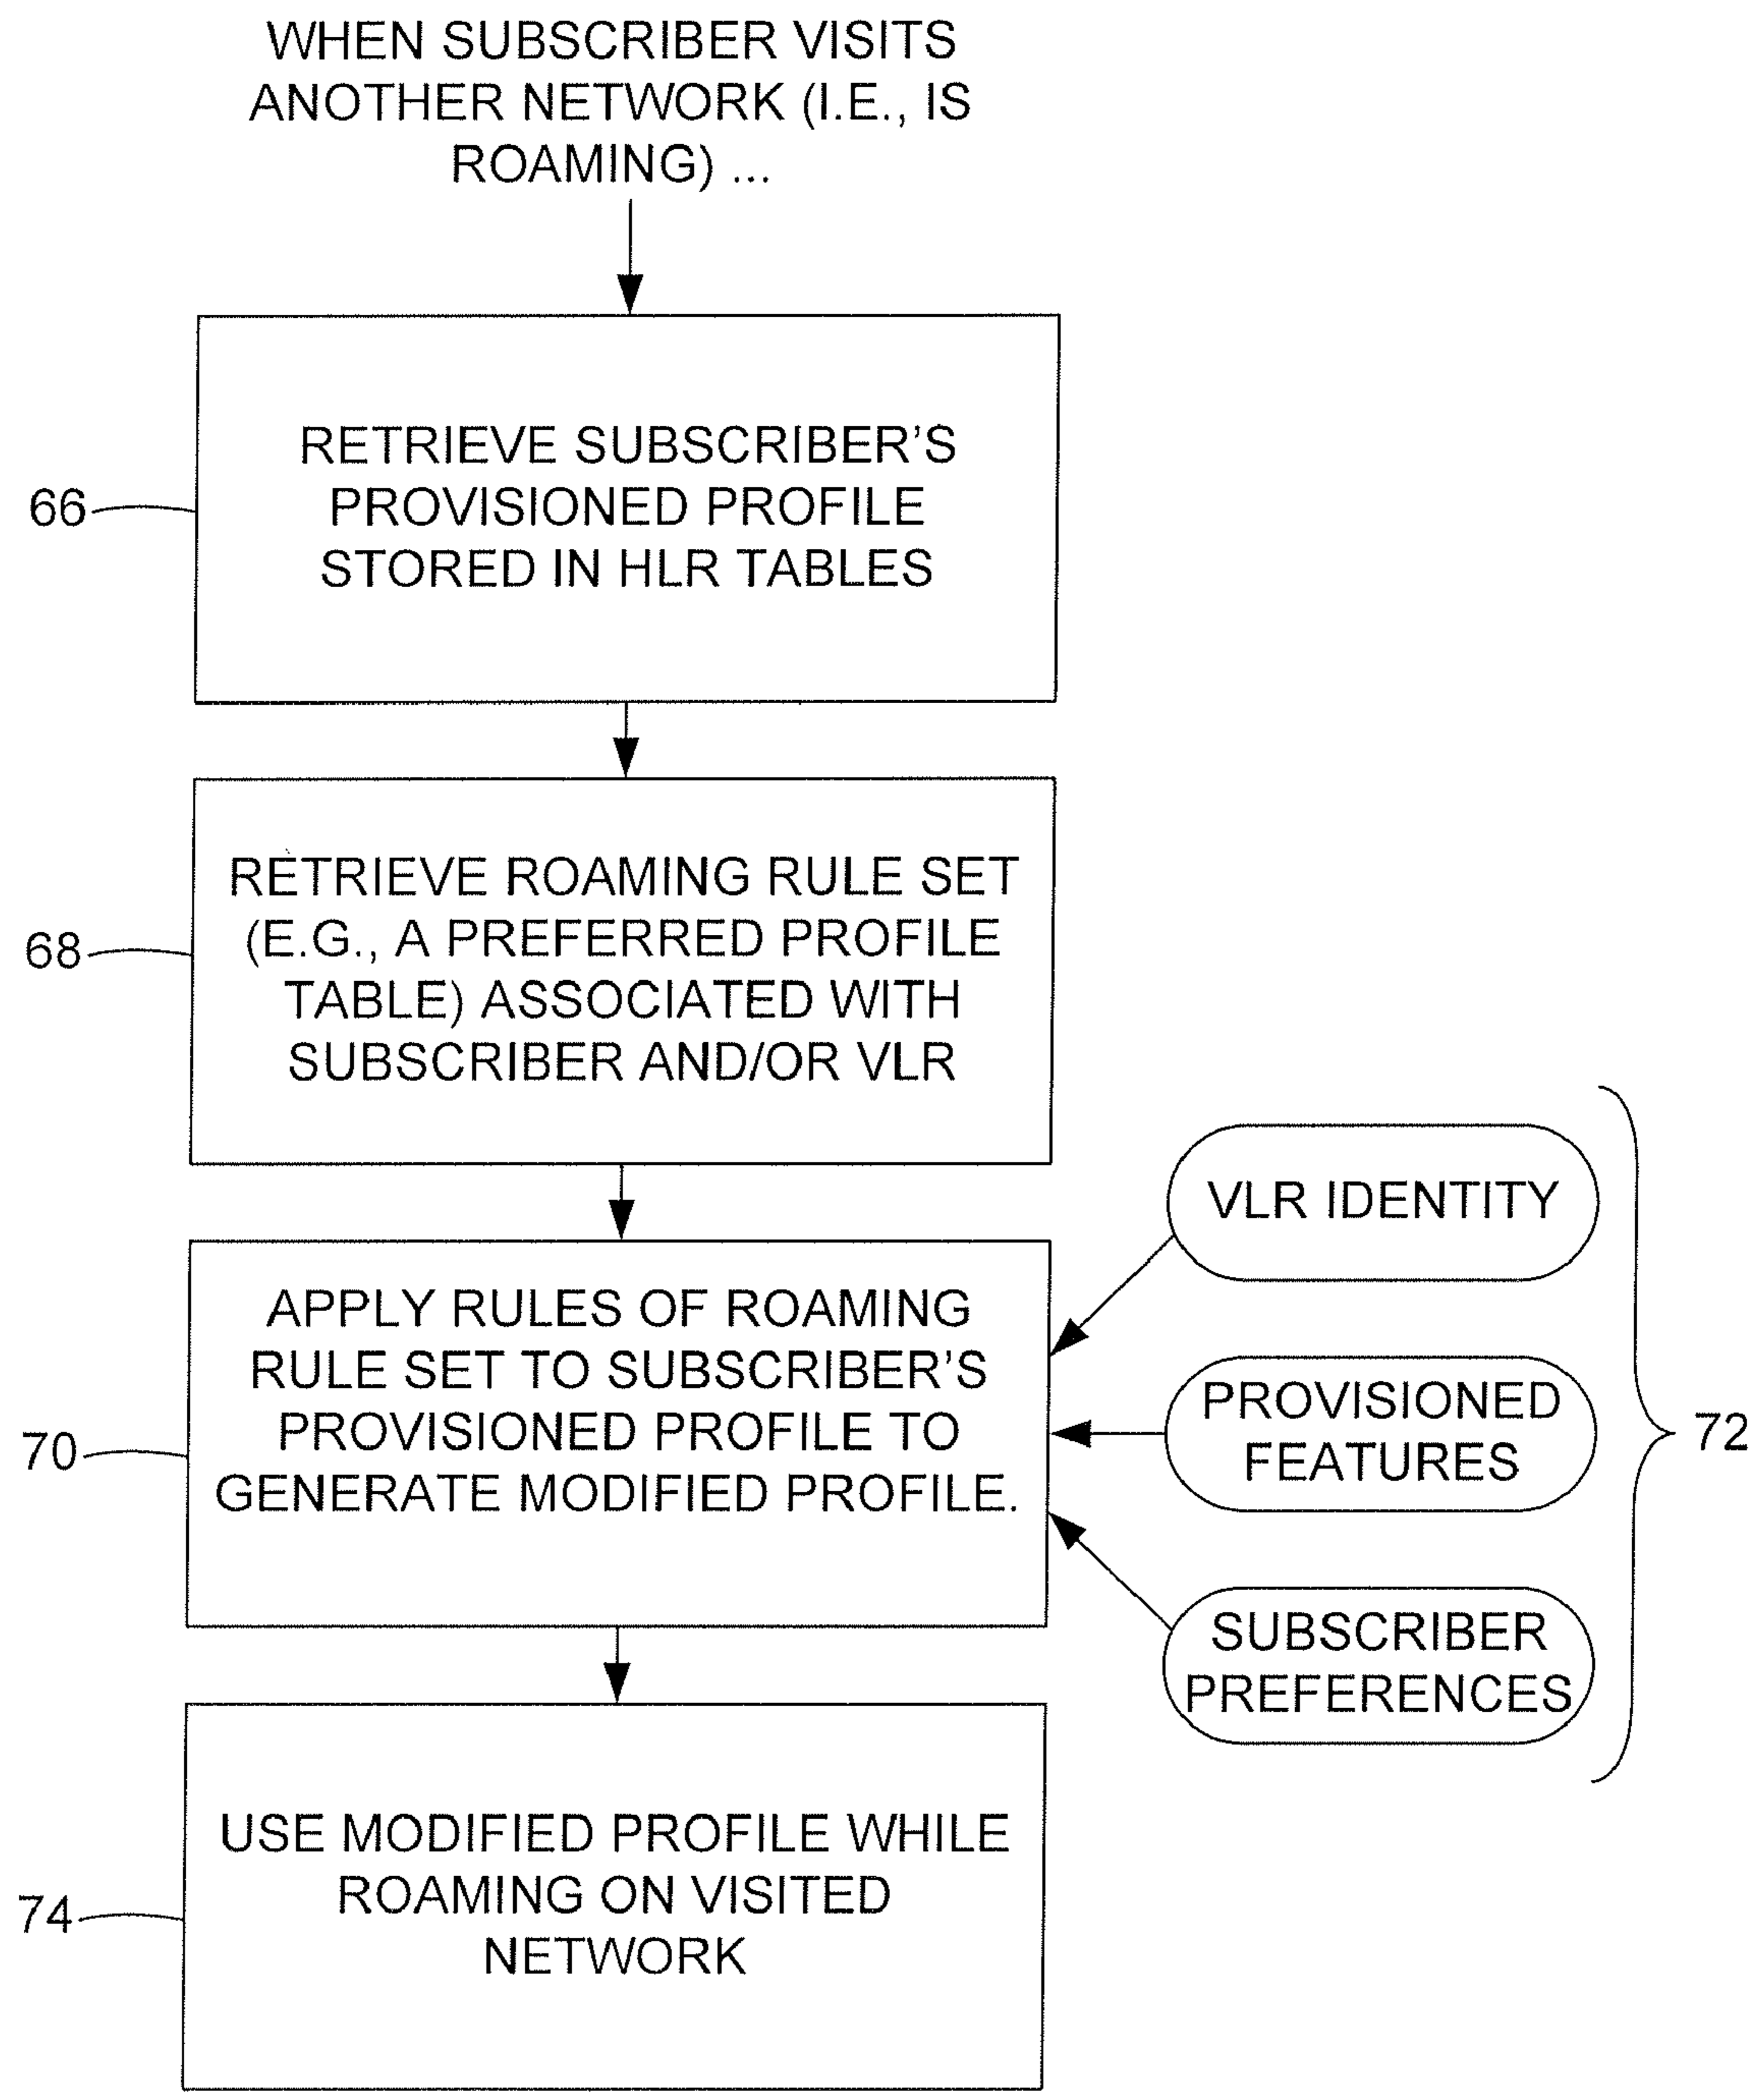 WHEN SUBSCRIBER VISITS
ANOTHER NETWORK (I.E., IS
ROAMING) ...
66
RETRIEVE SUBSCRIBER’S
PROVISIONED PROFILE
STORED IN HLR TABLES
68
RETRIEVE ROAMING RULE SET
(E.G., A PREFERRED PROFILE
TABLE) ASSOCIATED WITH
SUBSCRIBER AND/OR VLR
70
APPLY RULES OF ROAMING
RULE SET TO SUBSCRIBER’S
PROVISIONED PROFILE TO
GENERATE MODIFIED PROFILE.
VLR IDENTITY
PROVISIONED
FEATURES
SUBSCRIBER
PREFERENCES
72
74
USE MODIFIED PROFILE WHILE
ROAMING ON VISITED
NETWORK